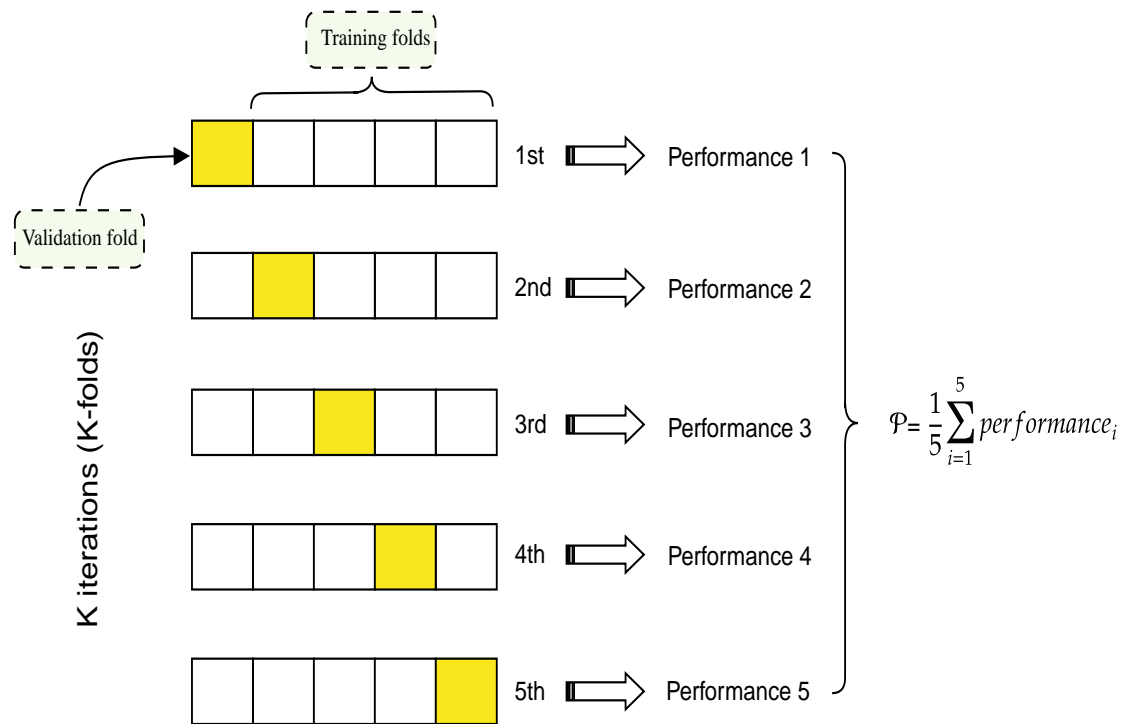 Training folds
1st Performance 1
Validation fold
2nd Performance 2
K iterations (K-folds)
3rd Performance 3
𝒫= 1/5 ∑_{i=1}^{5} performance_i
4th Performance 4
5th Performance 5